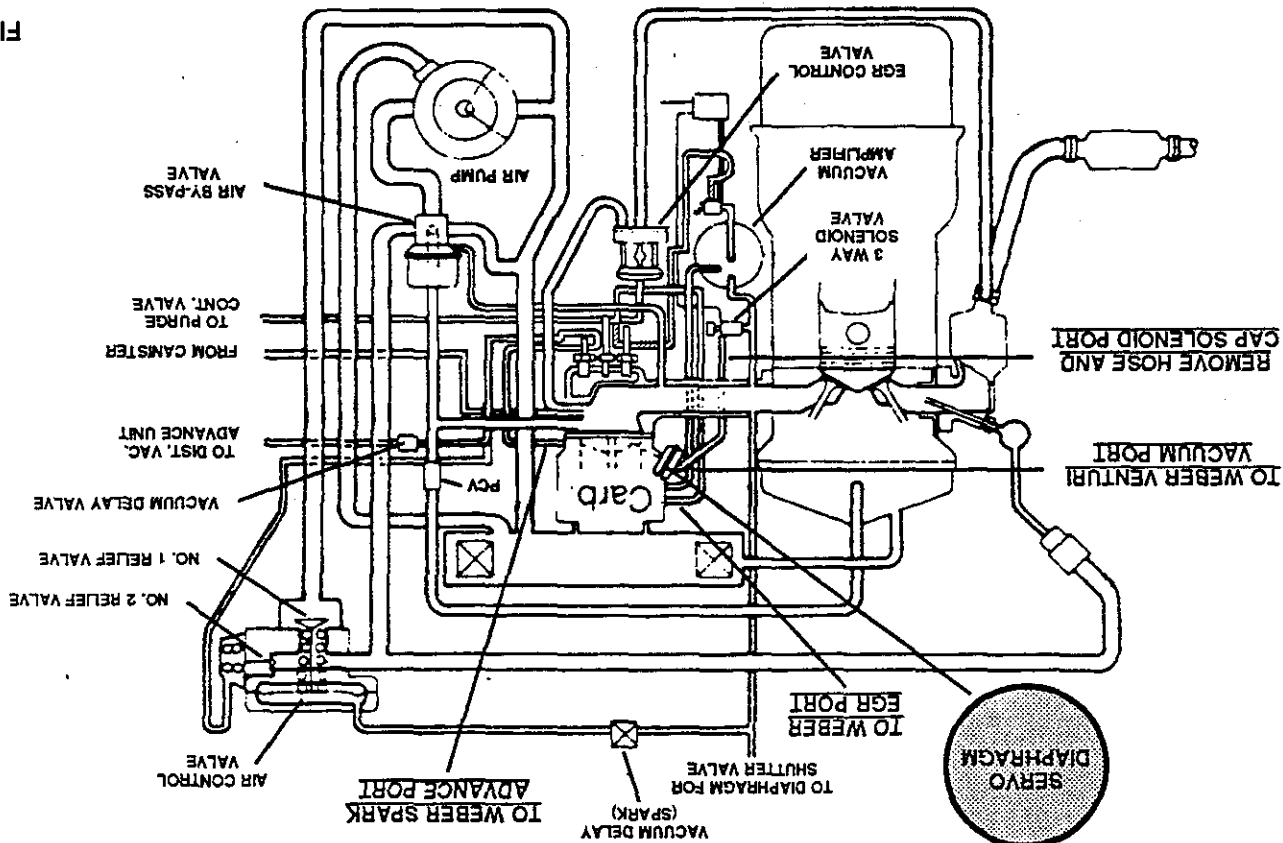 SERVO
DIAPHRAGM
VACUUM DELAY
(SPARK)
TO DIAPHRAGM FOR
SHUTTER VALVE
TO WEBER SPARK
ADVANCE PORT
AIR CONTROL
VALVE
TO WEBER
EGR PORT
NO. 2 RELIEF VALVE
NO. 1 RELIEF VALVE
VACUUM DELAY VALVE
PCV
Carb
TO WEBER VENTURI
VACUUM PORT
TO DIST. VAC.
ADVANCE UNIT
REMOVE HOSE AND
CAP SOLENOID PORT
FROM CANISTER
TO PURGE
CONT. VALVE
3 WAY
SOLENOID
VALVE
AIR BY-PASS
VALVE
AIR PUMP
VACUUM
AMPLIFIER
EGR CONTROL
VALVE
FI